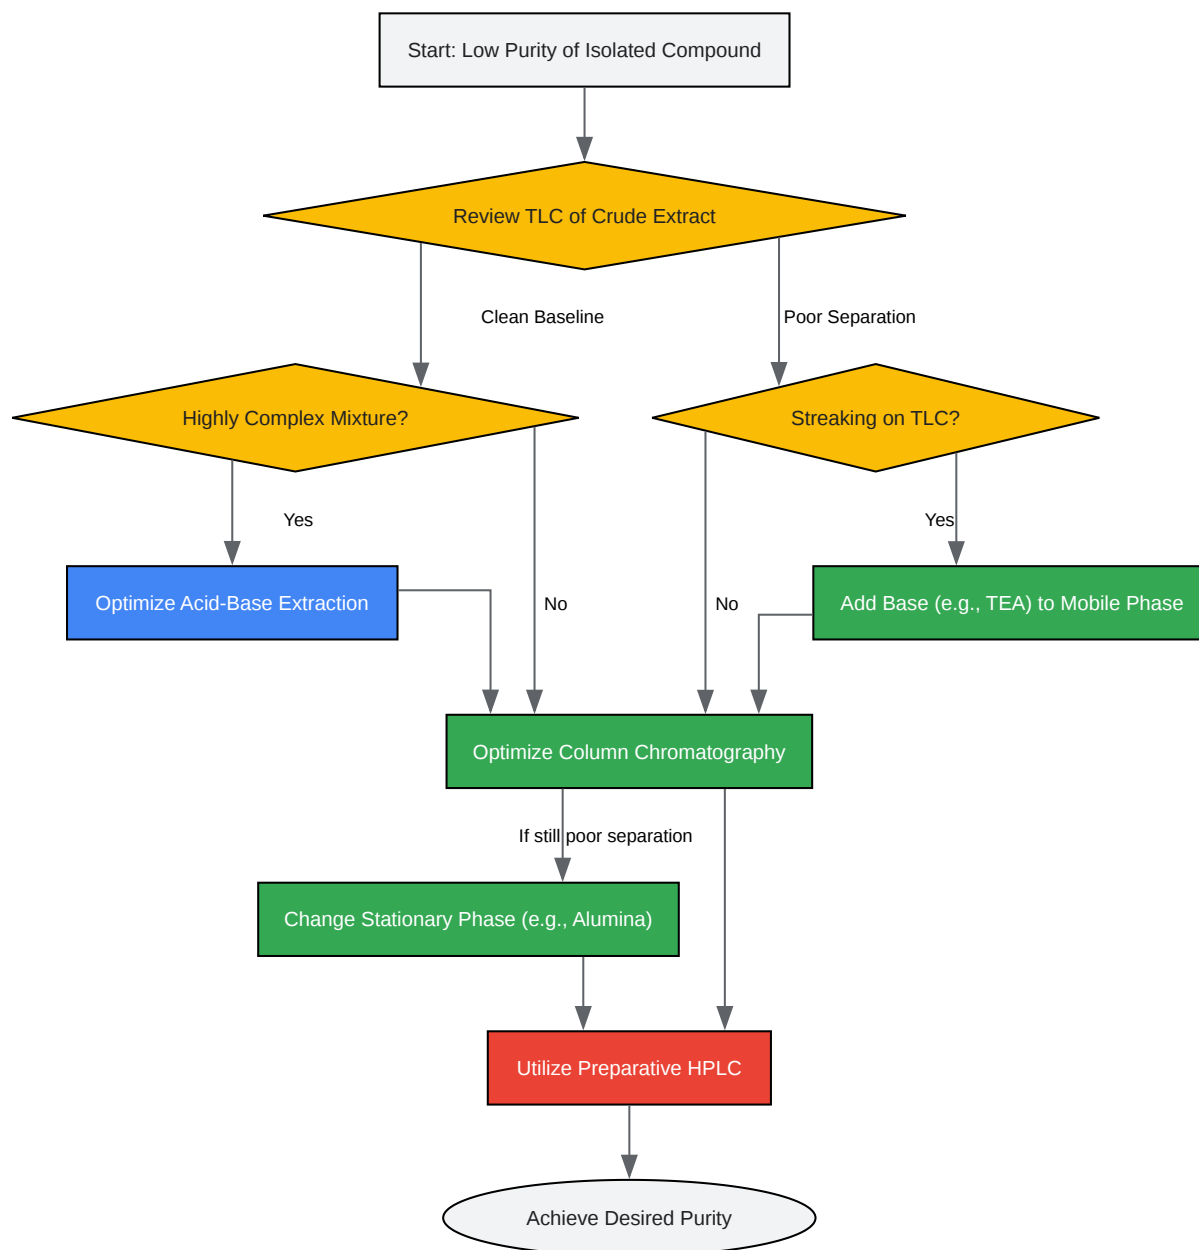 Start: Low Purity of Isolated Compound
Review TLC of Crude Extract
Clean Baseline
Poor Separation
Highly Complex Mixture?
Streaking on TLC?
Yes
Yes
Optimize Acid-Base Extraction
No
No
Add Base (e.g., TEA) to Mobile Phase
Optimize Column Chromatography
If still poor separation
Change Stationary Phase (e.g., Alumina)
Utilize Preparative HPLC
Achieve Desired Purity